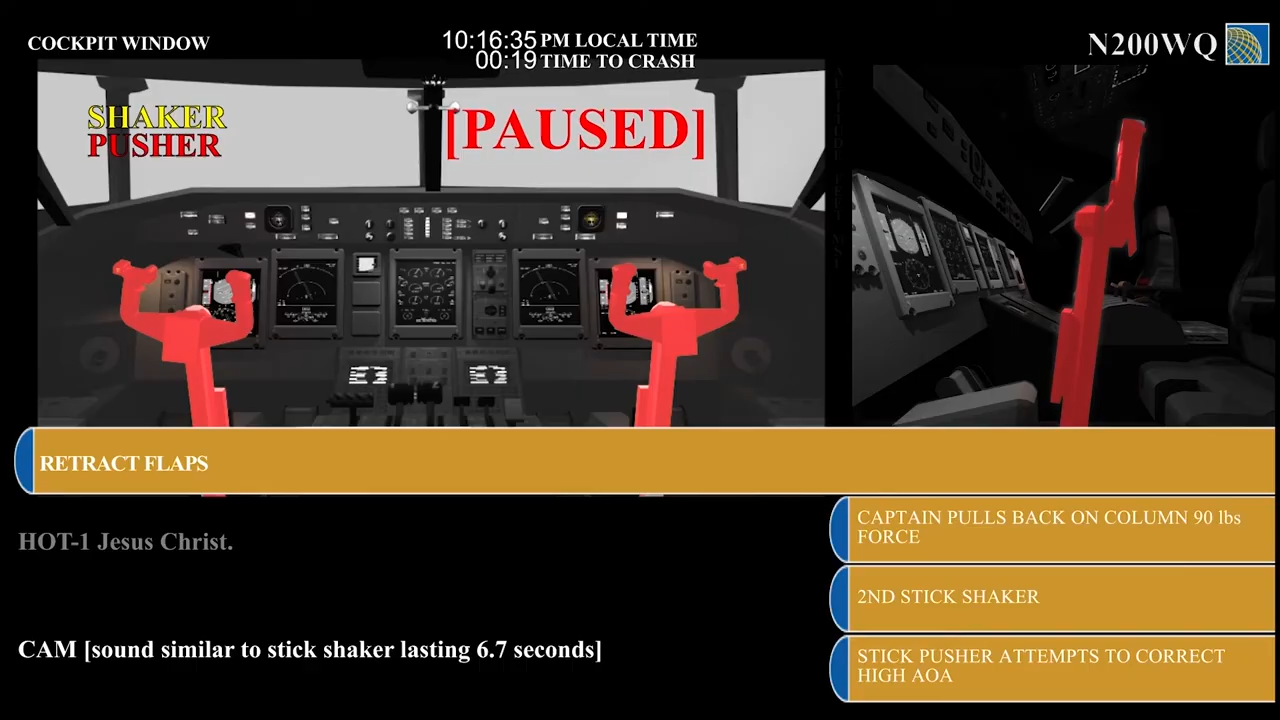 COCKPIT WINDOW
10:16:35 PM LOCAL TIME
00:19 TIME TO CRASH
N200WQ
SHAKER
PUSHER
[PAUSED]
RETRACT FLAPS
HOT-1 Jesus Christ.
CAM [sound similar to stick shaker lasting 6.7 seconds]
CAPTAIN PULLS BACK ON COLUMN 90 lbs
FORCE
2ND STICK SHAKER
STICK PUSHER ATTEMPTS TO CORRECT
HIGH AOA